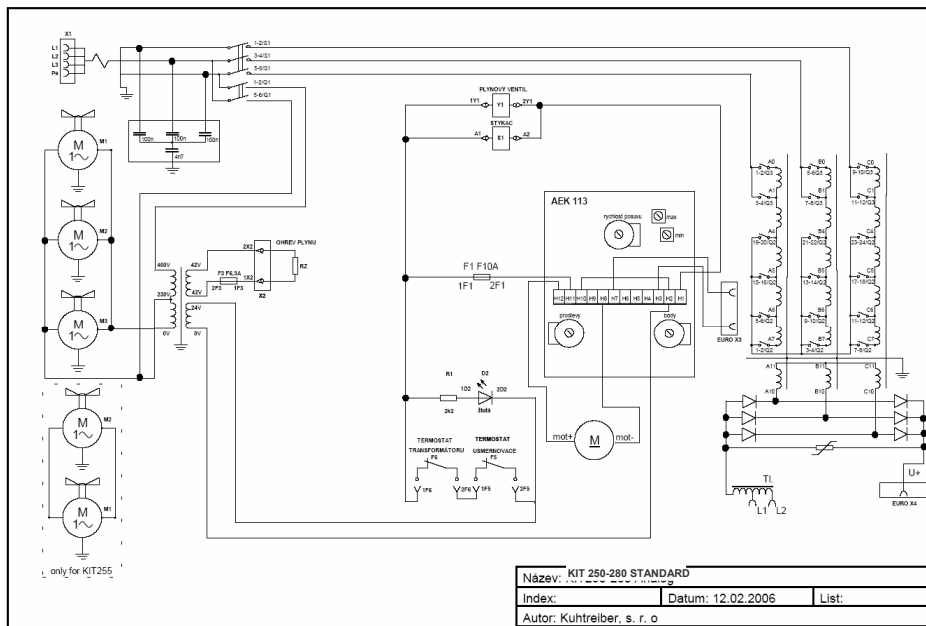 X1
L1
L2
L3
Pe
1-2/S1
3-4/S1
5-6/S1
1-2/Q1
5-6/Q1
100n
100n
100n
4n7
M
1
M1
M
1
M2
M
1
M3
M
1
M2
M
1
M1
only for KIT255
400V
230V
0V
42V
42V
24V
0V
2X2
1X2
F3 F6,3A
2F3
1F3
OHREV PLYNU
RZ
X2
PLYNOVÝ VENTIL
1Y1
Y1
2Y1
STYKAC
A1
S1
A2
AEK 113
rychlost posuvu
max
min
F1 F10A
1F1
2F1
H12
H11
H10
H9
H8
H7
H6
H5
H4
H3
H2
H1
prodlevy
body
EURO X3
R1
2k2
1D2
D2
2D2
žlutá
mot+
M
mot-
TERMOSTAT
TRANSFORMÁTORU
F6
1F6
2F6
TERMOSTAT
USMERNOVACE
F5
1F5
2F5
A0
B0
C0
1-2/Q3
5-6/Q3
9-10/Q3
A1
B1
C1
3-4/Q3
7-8/Q3
11-12/Q3
A4
B4
C4
19-20/Q2
21-22/Q2
23-24/Q2
A5
B5
C5
15-16/Q2
13-14/Q2
17-18/Q2
A6
B6
C6
5-6/Q2
9-10/Q2
11-12/Q2
A7
B7
C7
1-2/Q2
3-4/Q2
7-8/Q2
A11
B11
C11
A10
B10
C10
Tl.
L1
L2
U+
EURO X4
Název: KIT 250-280 STANDARD
Index:
Datum: 12.02.2006
List:
Autor: Kuhtreiber, s. r. o